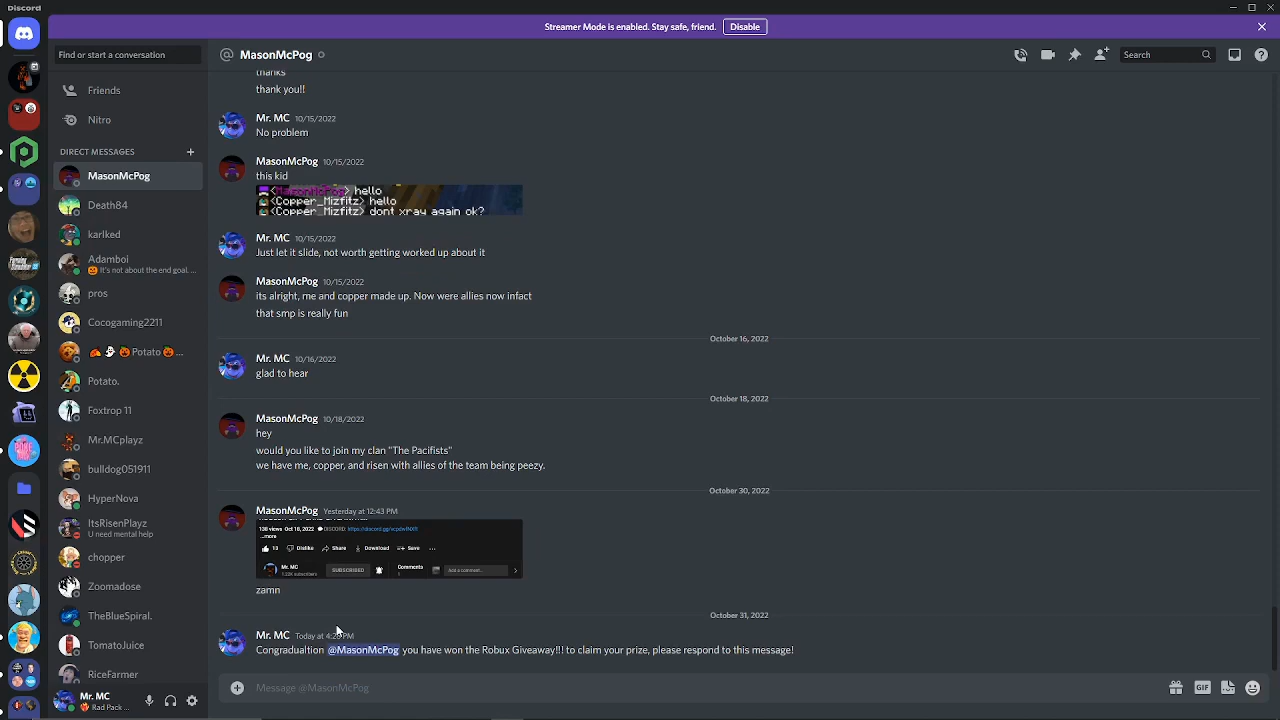 Discord
Streamer Mode is enabled. Stay safe, friend. Disable
Find or start a conversation
MasonMcPog
Search
Friends
Nitro
DIRECT MESSAGES
MasonMcPog
Death84
karlked
Adamboi
It's not about the end goal. ...
pros
Cocogaming2211
Potato ...
Potato.
Foxtrop 11
Mr.MCplayz
bulldog051911
HyperNova
ItsRisenPlayz
U need mental help
chopper
Zoomadose
TheBlueSpiral.
TomatoJuice
RiceFarmer
Mr. MC
Rad Pack ...
thanks
thank you!!
Mr. MC 10/15/2022
No problem
MasonMcPog 10/15/2022
this kid
<MasonMcPog> hello
<Copper_Mizfitz> hello
<Copper_Mizfitz> dont xray again ok?
Mr. MC 10/15/2022
Just let it slide, not worth getting worked up about it
MasonMcPog 10/15/2022
its alright, me and copper made up. Now were allies now infact
that smp is really fun
October 16, 2022
Mr. MC 10/16/2022
glad to hear
October 18, 2022
MasonMcPog 10/18/2022
hey
would you like to join my clan "The Pacifists"
we have me, copper, and risen with allies of the team being peezy.
October 30, 2022
MasonMcPog Yesterday at 12:43 PM
138 views Oct 18, 2022 DISCORD:
...more
13 Dislike Share Download Save ...
Mr. MC
1.22K subscribers
SUBSCRIBED
Comments
1
Add a comment...
zamn
October 31, 2022
Mr. MC Today at PM
Congradualtion @MasonMcPog you have won the Robux Giveaway!!! to claim your prize, please respond to this message!
Message @MasonMcPog
GIF